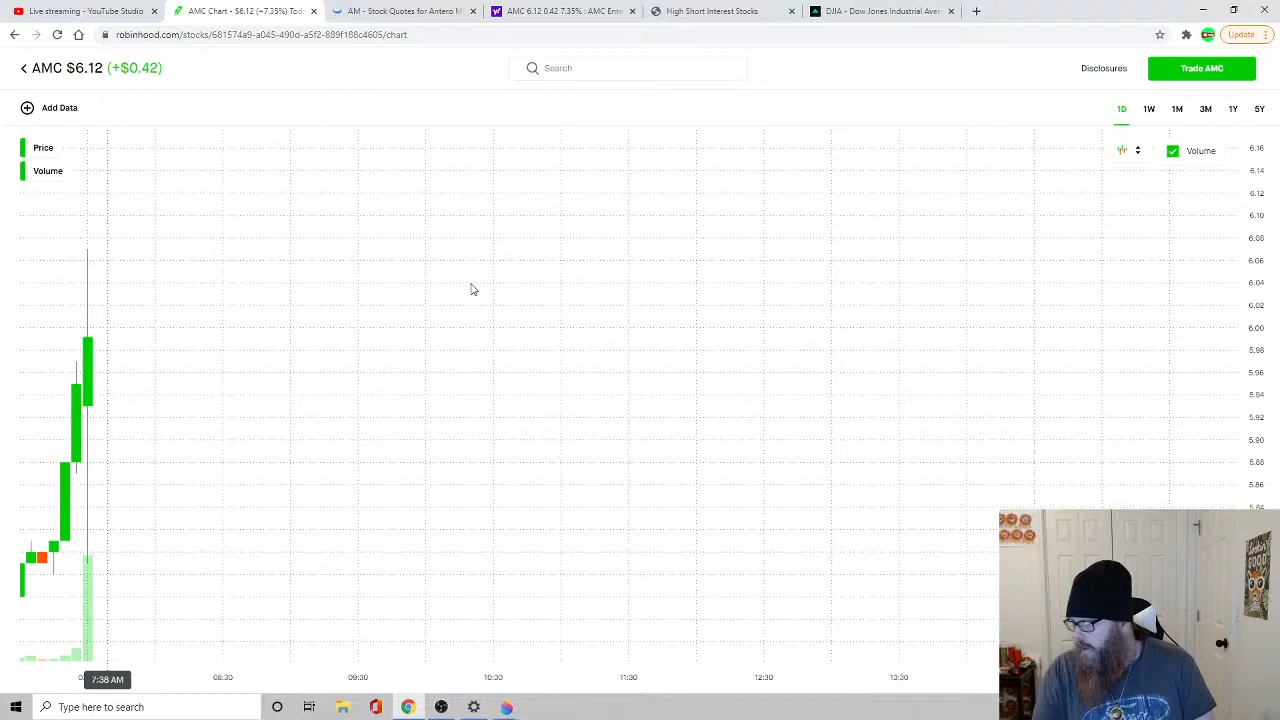 Live streaming - YouTube Studio
AMC Chart - $6.12 (+7.35%) Toda
AM - Stock Quotes for Antero M
AMC 6.12 0.42 7.35% : AMC Ente
High Short Interest Stocks
DJIA - Dow Jones Industrial Aver
robinhood.com/stocks/681574a9-a045-490d-a5f2-889f188c4605/chart
Update
AMC $6.12 (+$0.42)
Search
Disclosures
Trade AMC
Add Data
1D 1W 1M 3M 1Y 5Y
Price
Volume
Volume
6.16
6.14
6.12
6.10
6.08
6.06
6.04
6.02
6.00
5.98
5.96
5.94
5.92
5.90
5.88
5.86
5.84
7:38 AM
08:30 09:30 10:30 11:30 12:30 13:30
Type here to search